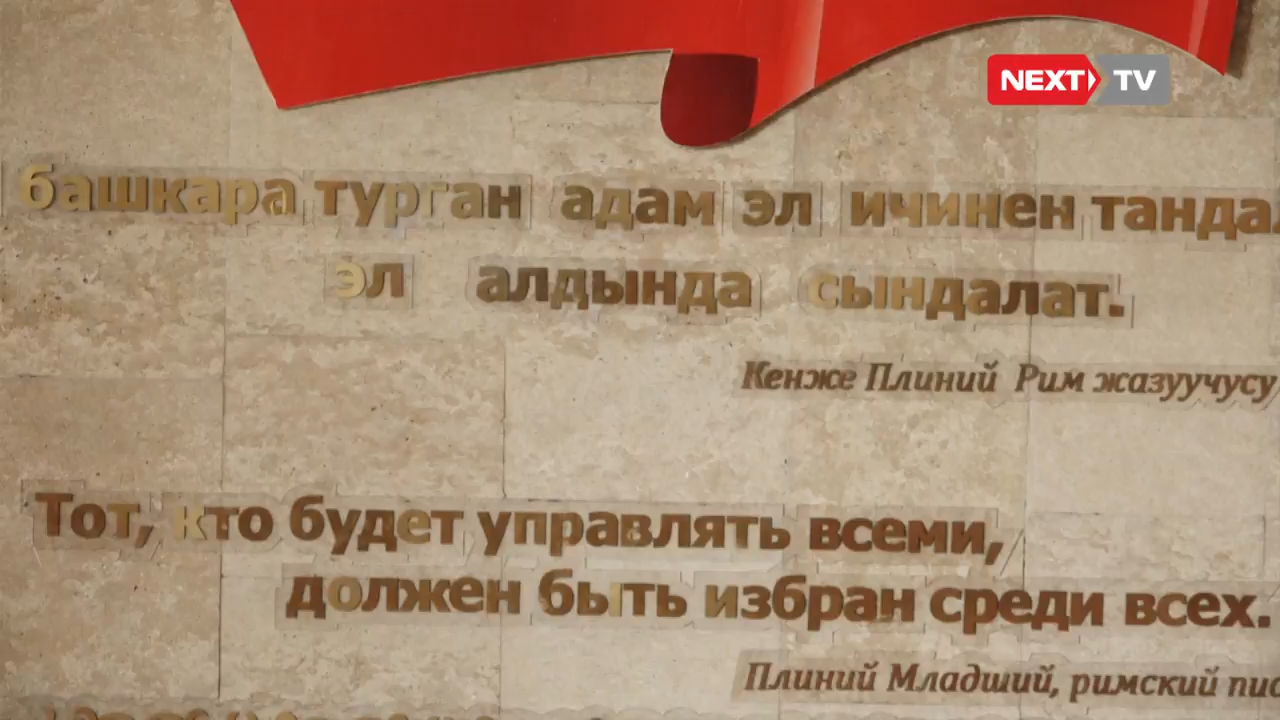 NEXT TV
башкара турган адам эл ичинен танда
эл алдында сындалат.
Кенже Плиний Рим жазуучусу
Тот, кто будет управлять всеми,
должен быть избран среди всех.
Плиний Младший, римский пис